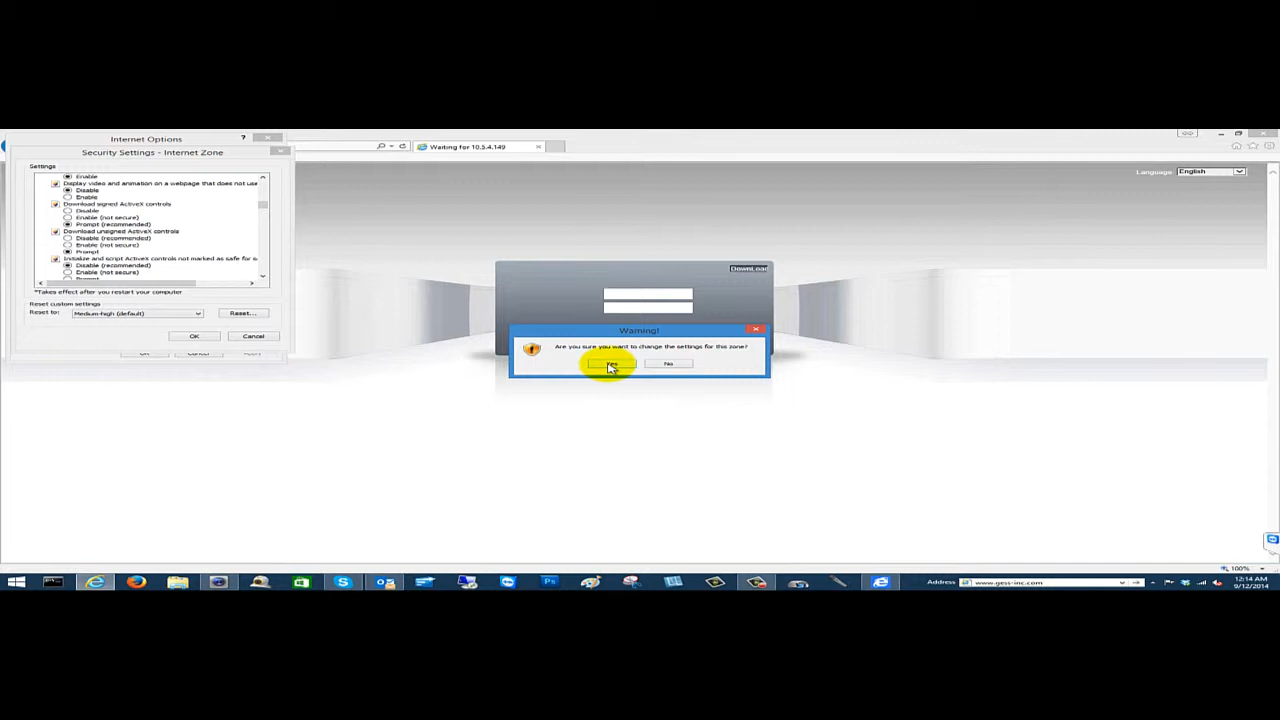 Internet Options
?
Security Settings - Internet Zone
Settings
Enable
Display video and animation on a webpage that does not use
Disable
Enable
Download signed ActiveX controls
Disable
Enable (not secure)
Prompt (recommended)
Download unsigned ActiveX controls
Disable (recommended)
Enable (not secure)
Prompt
Initialize and script ActiveX controls not marked as safe for s
Disable (recommended)
Enable (not secure)
*Takes effect after you restart your computer
Reset custom settings
Reset to:
Medium-high (default)
Reset...
OK
Cancel
Waiting for 10.5.4.149
Language
English
DownLoad
Warning!
Are you sure you want to change the settings for this zone?
Yes
No
100%
Address
www.gess-inc.com
12:14 AM
9/12/2014